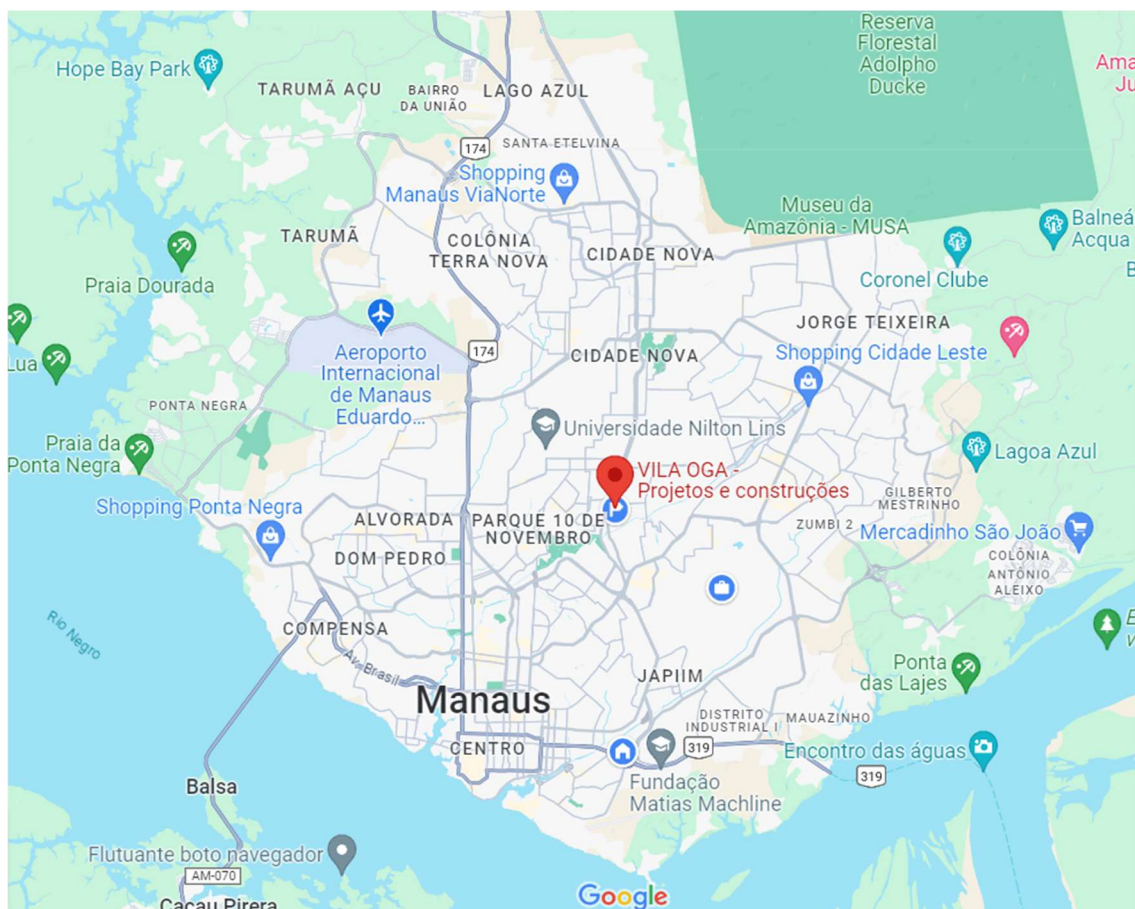 Reserva
Florestal
Adolpho
Ducke
Hope Bay Park
TARUMÃ AÇU
BAIRRO
DA UNIÃO
LAGO AZUL
174
SANTA ETELVINA
Shopping
Manaus ViaNorte
Museu da
Amazônia - MUSA
Balneá
Acqua
TARUMÃ
COLÔNIA
TERRA NOVA
CIDADE NOVA
Coronel Clube
Praia Dourada
JORGE TEIXEIRA
Lua
Aeroporto
Internacional
de Manaus
Eduardo...
174
CIDADE NOVA
Shopping Cidade Leste
PONTA NEGRA
Universidade Nilton Lins
Praia da
Ponta Negra
Lagoa Azul
VILA OGA -
Projetos e construções
GILBERTO
MESTRINHO
Shopping Ponta Negra
ALVORADA
PARQUE 10 DE
NOVEMBRO
ZUMBI 2
Mercadinho São João
DOM PEDRO
COLÔNIA
ANTÔNIO
ALEIXO
Rio Negro
COMPENSA
Av. Brasil
JAPIIM
Ponta
das Lajes
Manaus
DISTRITO
INDUSTRIAL I
MAUAZINHO
CENTRO
319
Encontro das águas
319
Balsa
Fundação
Matias Machline
Flutuante boto navegador
AM-070
Cacau Pirera
Google